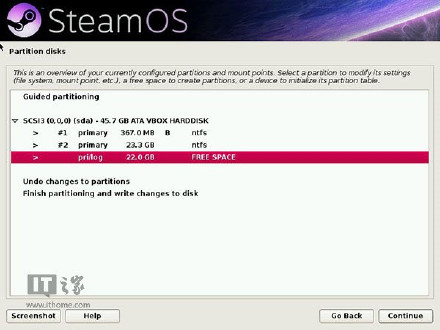 SteamOS
Partition disks
This is an overview of your currently configured partitions and mount points. Select a partition to modify its settings
(file system, mount point, etc.), a free space to create partitions, or a device to initialize its partition table.
Guided partitioning
SCSI3 (0,0,0) (sda) - 45.7 GB ATA VBOX HARDDISK
> #1 primary 367.0 MB B ntfs
> #2 primary 23.3 GB ntfs
> pri/log 22.0 GB FREE SPACE
Undo changes to partitions
Finish partitioning and write changes to disk
IT之家
www.ithome.com
Screenshot Help Go Back Continue